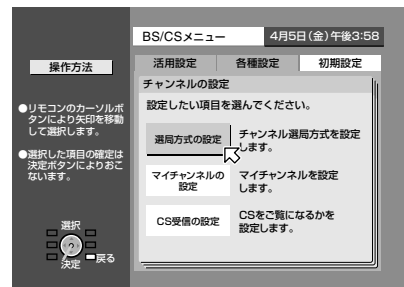 BS/CSメニュー
4月5日(金)午後3:58
操作方法
活用設定
各種設定
初期設定
チャンネルの設定
設定したい項目を選んでください。
●リモコンのカーソルボ
タンにより矢印を移動
して選択します。
●選択した項目の確定は
決定ボタンによりおこ
ないます。
選局方式の設定
チャンネル選局方式を設定
します。
マイチャンネルの
設定
マイチャンネルを設定
します。
CS受信の設定
CSをご覧になるかを
設定します。
選択
戻る
決定